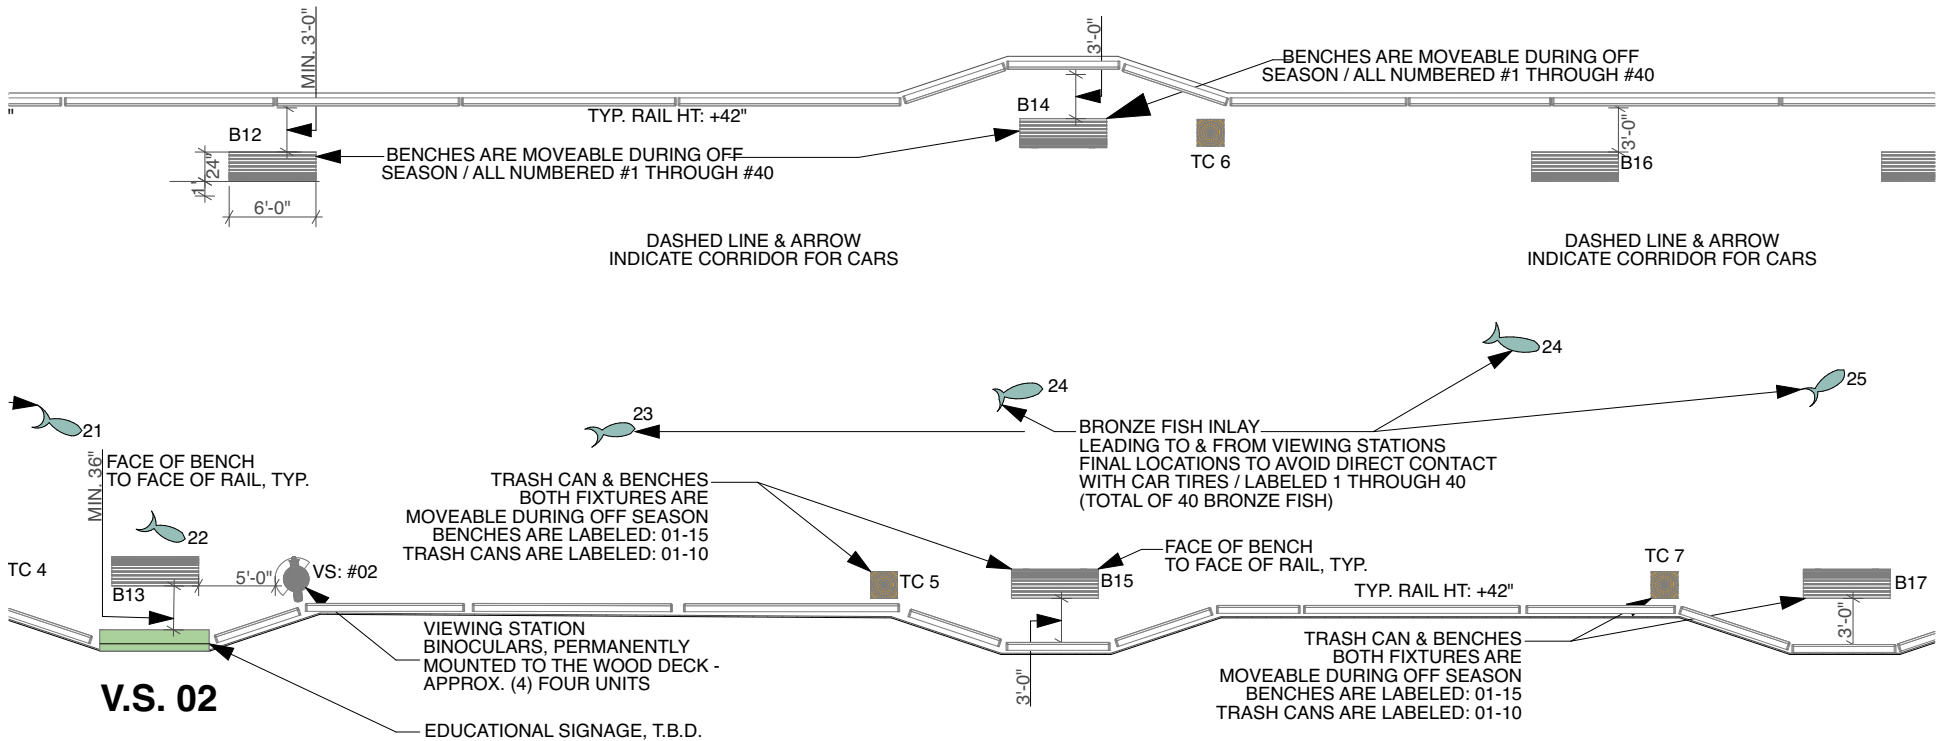 MIN. 3'-0"
3'-0"
BENCHES ARE MOVEABLE DURING OFF
SEASON / ALL NUMBERED #1 THROUGH #40
"
TYP. RAIL HT: +42"
B12
B14
TC 6
3'-0"
B16
24"
1'
6'-0"
BENCHES ARE MOVEABLE DURING OFF
SEASON / ALL NUMBERED #1 THROUGH #40
DASHED LINE & ARROW
INDICATE CORRIDOR FOR CARS
DASHED LINE & ARROW
INDICATE CORRIDOR FOR CARS
24
24
25
23
21
BRONZE FISH INLAY
LEADING TO & FROM VIEWING STATIONS
FINAL LOCATIONS TO AVOID DIRECT CONTACT
WITH CAR TIRES / LABELED 1 THROUGH 40
(TOTAL OF 40 BRONZE FISH)
MIN. 36"
FACE OF BENCH
TO FACE OF RAIL, TYP.
TRASH CAN & BENCHES
BOTH FIXTURES ARE
MOVEABLE DURING OFF SEASON
BENCHES ARE LABELED: 01-15
TRASH CANS ARE LABELED: 01-10
22
TC 4
B13
5'-0"
VS: #02
TC 5
B15
FACE OF BENCH
TO FACE OF RAIL, TYP.
TC 7
B17
TYP. RAIL HT: +42"
3'-0"
VIEWING STATION
BINOCULARS, PERMANENTLY
MOUNTED TO THE WOOD DECK -
APPROX. (4) FOUR UNITS
3'-0"
TRASH CAN & BENCHES
BOTH FIXTURES ARE
MOVEABLE DURING OFF SEASON
BENCHES ARE LABELED: 01-15
TRASH CANS ARE LABELED: 01-10
V.S. 02
EDUCATIONAL SIGNAGE, T.B.D.